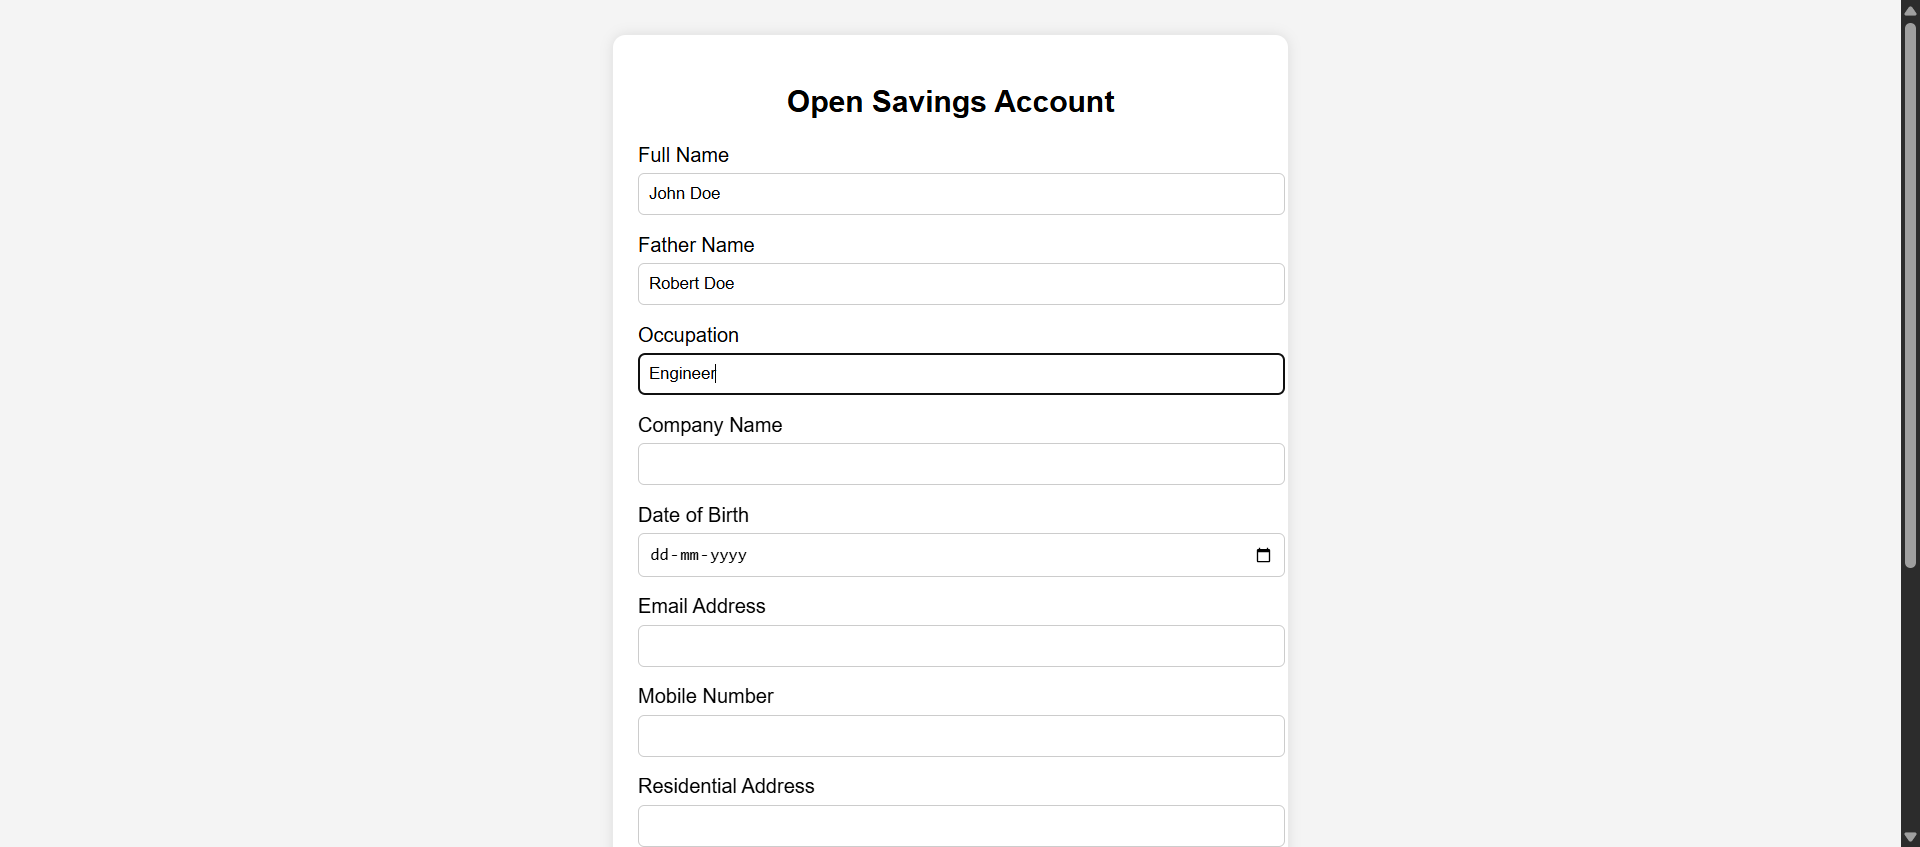 Open Savings Account
Full Name
John Doe
Father Name
Robert Doe
Occupation
Engineer
Company Name
Date of Birth
dd-mm-yyyy
Email Address
Mobile Number
Residential Address